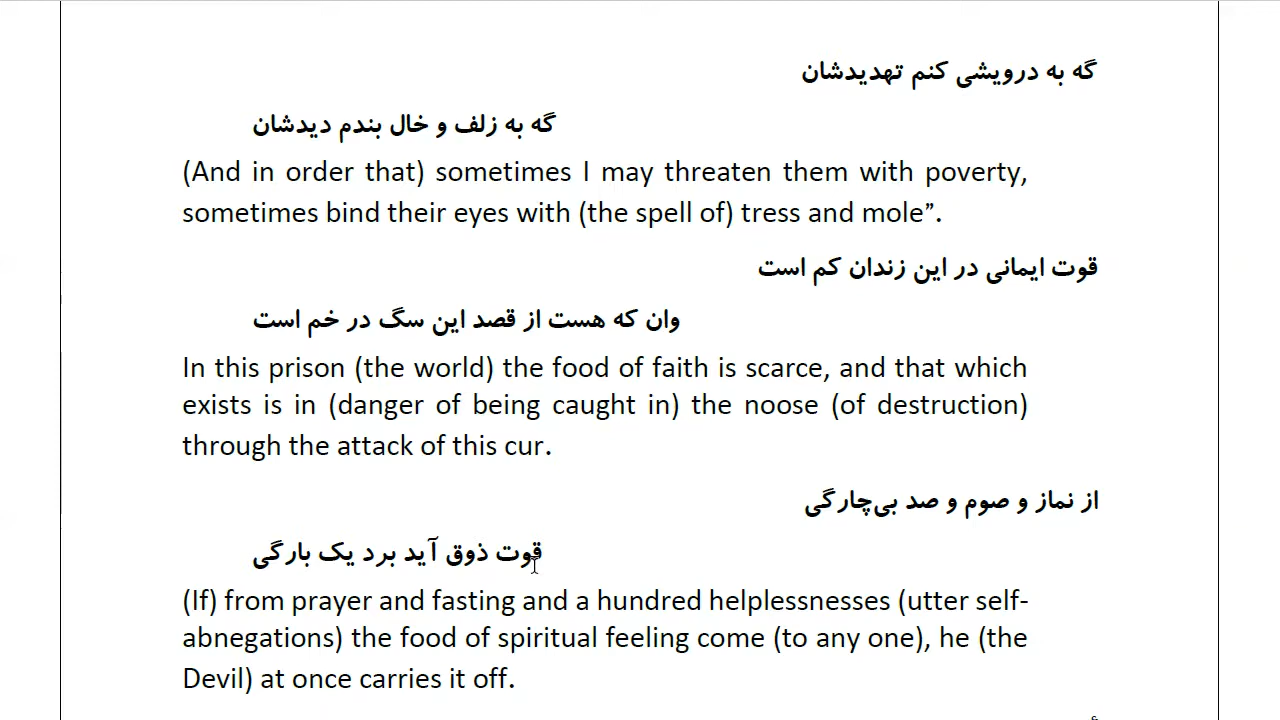 گه به درویشی کنم تهدیدشان
گه به زلف و خال بندم دیدشان
(And in order that) sometimes I may threaten them with poverty,
sometimes bind their eyes with (the spell of) tress and mole”.
قوت ایمانی در این زندان کم است
وان که هست از قصد این سگ در خم است
In this prison (the world) the food of faith is scarce, and that which
exists is in (danger of being caught in) the noose (of destruction)
through the attack of this cur.
از نماز و صوم و صد بی‌چارگی
قوت ذوق آید برد یک بارگی
(If) from prayer and fasting and a hundred helplessnesses (utter self-
abnegations) the food of spiritual feeling come (to any one), he (the
Devil) at once carries it off.